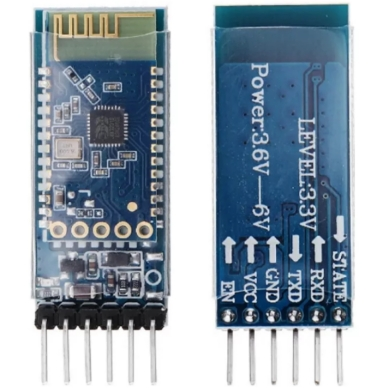 Power:3.6V—6V
LEVEL:3.3V
EN
VCC
GND
TXD
RXD
STATE